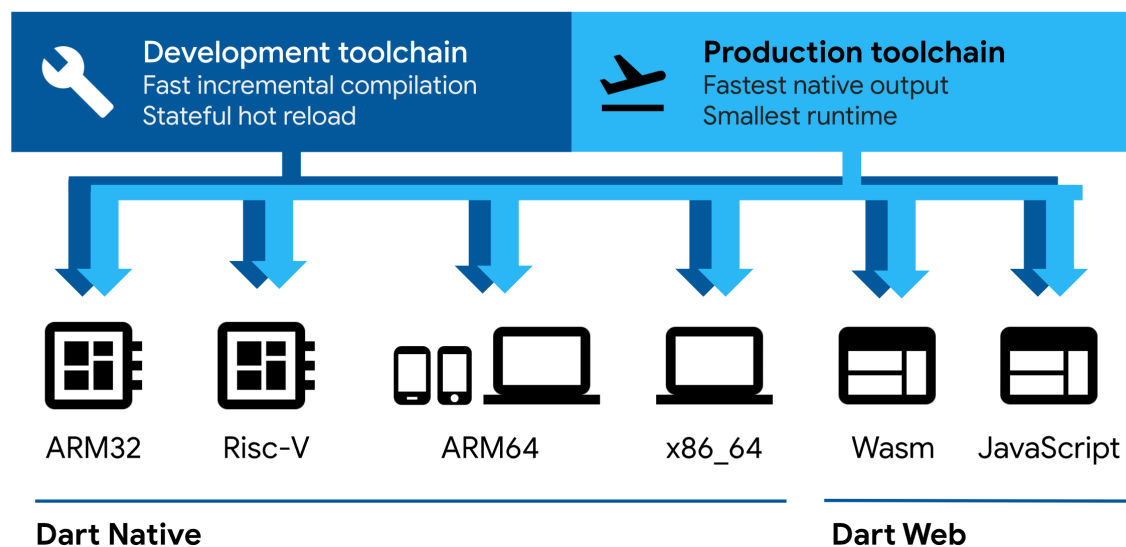 Development toolchain
Fast incremental compilation
Stateful hot reload
Production toolchain
Fastest native output
Smallest runtime
ARM32
Risc-V
ARM64
x86_64
Wasm
JavaScript
Dart Native
Dart Web